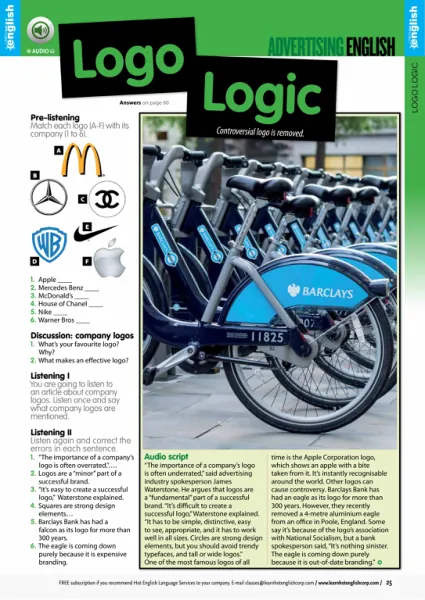 english
AUDIO
Logo
Logic
ADVERTISING ENGLISH
english
LOGO LOGIC
Answers on page 60
Controversial logo is removed.
Pre-listening
Match each logo (A-F) with its
company (1 to 6).
A
B
C
D
E
F
WB
1. Apple ____
2. Mercedes Benz ____
3. McDonald's ____
4. House of Chanel ____
5. Nike ____
6. Warner Bros ____
Discussion: company logos
1. What's your favourite logo?
Why?
2. What makes an effective logo?
Listening I
You are going to listen to
an article about company
logos. Listen once and say
what company logos are
mentioned.
Listening II
Listen again and correct the
errors in each sentence.
1. "The importance of a company's
logo is often overrated,"….
2. Logos are a "minor" part of a
successful brand.
3. "It's easy to create a successful
logo," Waterstone explained.
4. Squares are strong design
elements…
5. Barclays Bank has had a
falcon as its logo for more than
300 years.
6. The eagle is coming down
purely because it is expensive
branding.
BARCLAYS
11825
Audio script
"The importance of a company's logo
is often underrated," said advertising
industry spokesperson James
Waterstone. He argues that logos are
a "fundamental" part of a successful
brand. "It's difficult to create a
successful logo," Waterstone explained.
"It has to be simple, distinctive, easy
to see, appropriate, and it has to work
well in all sizes. Circles are strong design
elements, but you should avoid trendy
typefaces, and tall or wide logos."
One of the most famous logos of all
time is the Apple Corporation logo,
which shows an apple with a bite
taken from it. It's instantly recognisable
around the world. Other logos can
cause controversy. Barclays Bank has
had an eagle as its logo for more than
300 years. However, they recently
removed a 4-metre aluminium eagle
from an office in Poole, England. Some
say it's because of the logo's association
with National Socialism, but a bank
spokesperson said, "It's nothing sinister.
The eagle is coming down purely
because it is out-of-date branding."
FREE subscription if you recommend Hot English Language Services to your company. E-mail classes@learnhotenglishcorp.com / www.learnhotenglishcorp.com / 25